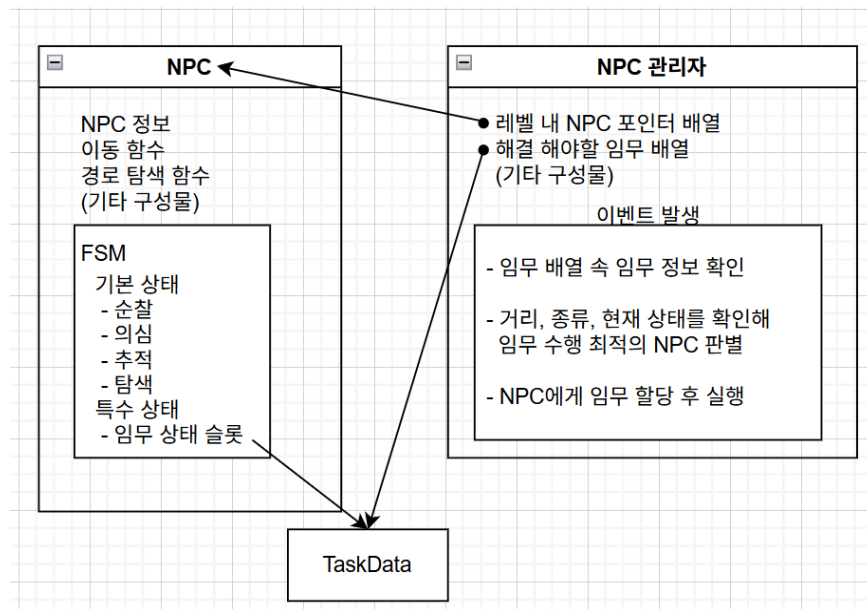 NPC
NPC 정보
이동 함수
경로 탐색 함수
(기타 구성물)
FSM
기본 상태
- 순찰
- 의심
- 추적
- 탐색
특수 상태
- 임무 상태 슬롯
NPC 관리자
레벨 내 NPC 포인터 배열
해결 해야할 임무 배열
(기타 구성물)
이벤트 발생
- 임무 배열 속 임무 정보 확인
- 거리, 종류, 현재 상태를 확인해
임무 수행 최적의 NPC 판별
- NPC에게 임무 할당 후 실행
TaskData